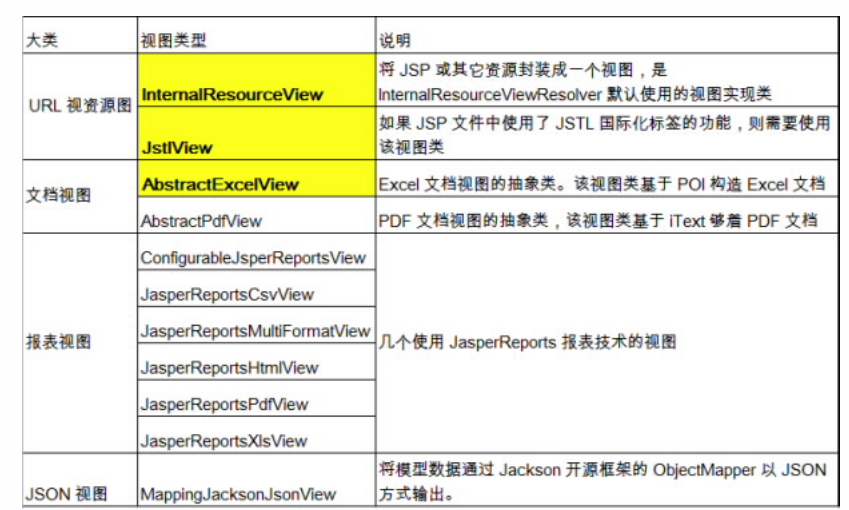 大类 视图类型 说明
URL 视资源图 InternalResourceView 将 JSP 或其它资源封装成一个视图，是
InternalResourceViewResolver 默认使用的视图实现类
JstlView 如果 JSP 文件中使用了 JSTL 国际化标签的功能，则需要使用
该视图类
文档视图 AbstractExcelView Excel 文档视图的抽象类。该视图类基于 POI 构造 Excel 文档
AbstractPdfView PDF 文档视图的抽象类，该视图类基于 iText 够着 PDF 文档
报表视图 ConfigurableJsperReportsView
JasperReportsCsvView
JasperReportsMultiFormatView 几个使用 JasperReports 报表技术的视图
JasperReportsHtmlView
JasperReportsPdfView
JasperReportsXlsView
JSON 视图 MappingJacksonJsonView 将模型数据通过 Jackson 开源框架的 ObjectMapper 以 JSON
方式输出。